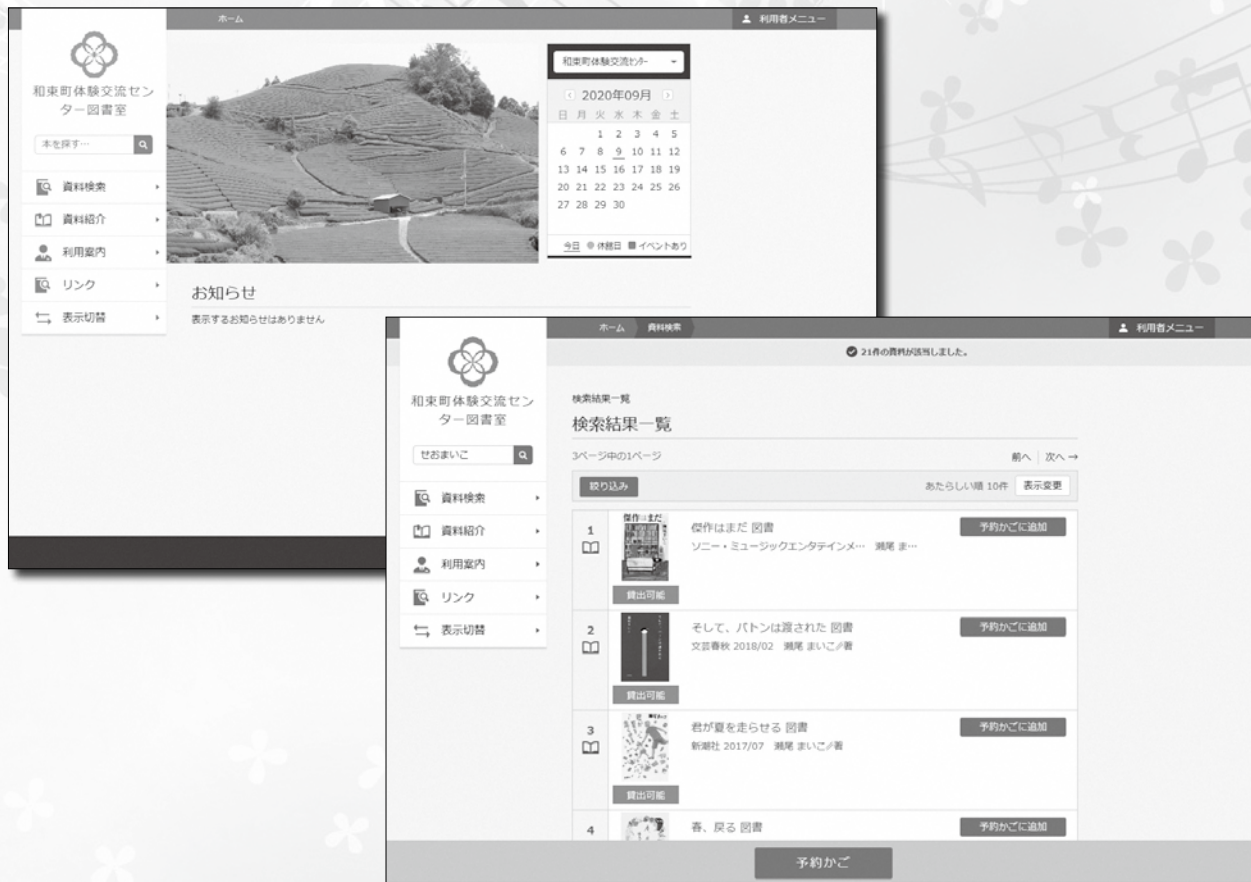 ホーム
利用者メニュー
和束町体験交流セン
ター図書室
本を探す…
資料検索
資料紹介
利用案内
リンク
表示切替
和束町体験交流センター
2020年09月
日 月 火 水 木 金 土
1 2 3 4 5
6 7 8 9 10 11 12
13 14 15 16 17 18 19
20 21 22 23 24 25 26
27 28 29 30
今日 休館日 イベントあり
お知らせ
表示するお知らせはありません
ホーム 資料検索
利用者メニュー
21件の資料が該当しました。
和束町体験交流セン
ター図書室
せおまいこ
資料検索
資料紹介
利用案内
リンク
表示切替
検索結果一覧
検索結果一覧
3ページ中の1ページ
前へ 次へ →
絞り込み
あたらしい順 10件 表示変更
1
傑作はまだ
傑作はまだ 図書
ソニー・ミュージックエンタテインメ… 瀬尾 ま…
予約かごに追加
貸出可能
2
そして、バトンは渡された 図書
文芸春秋 2018/02 瀬尾 まいこ∥著
予約かごに追加
貸出可能
3
君が夏を走らせる 図書
新潮社 2017/07 瀬尾 まいこ∥著
予約かごに追加
貸出可能
4
春、戻る 図書
予約かごに追加
予約かご